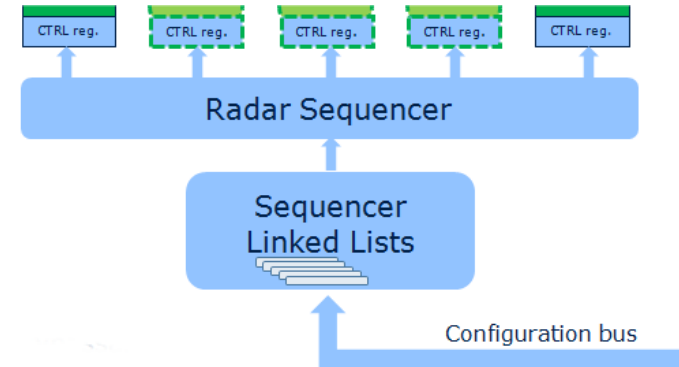 CTRL reg.
CTRL reg.
CTRL reg.
CTRL reg.
CTRL reg.
Radar Sequencer
Sequencer
Linked Lists
Configuration bus